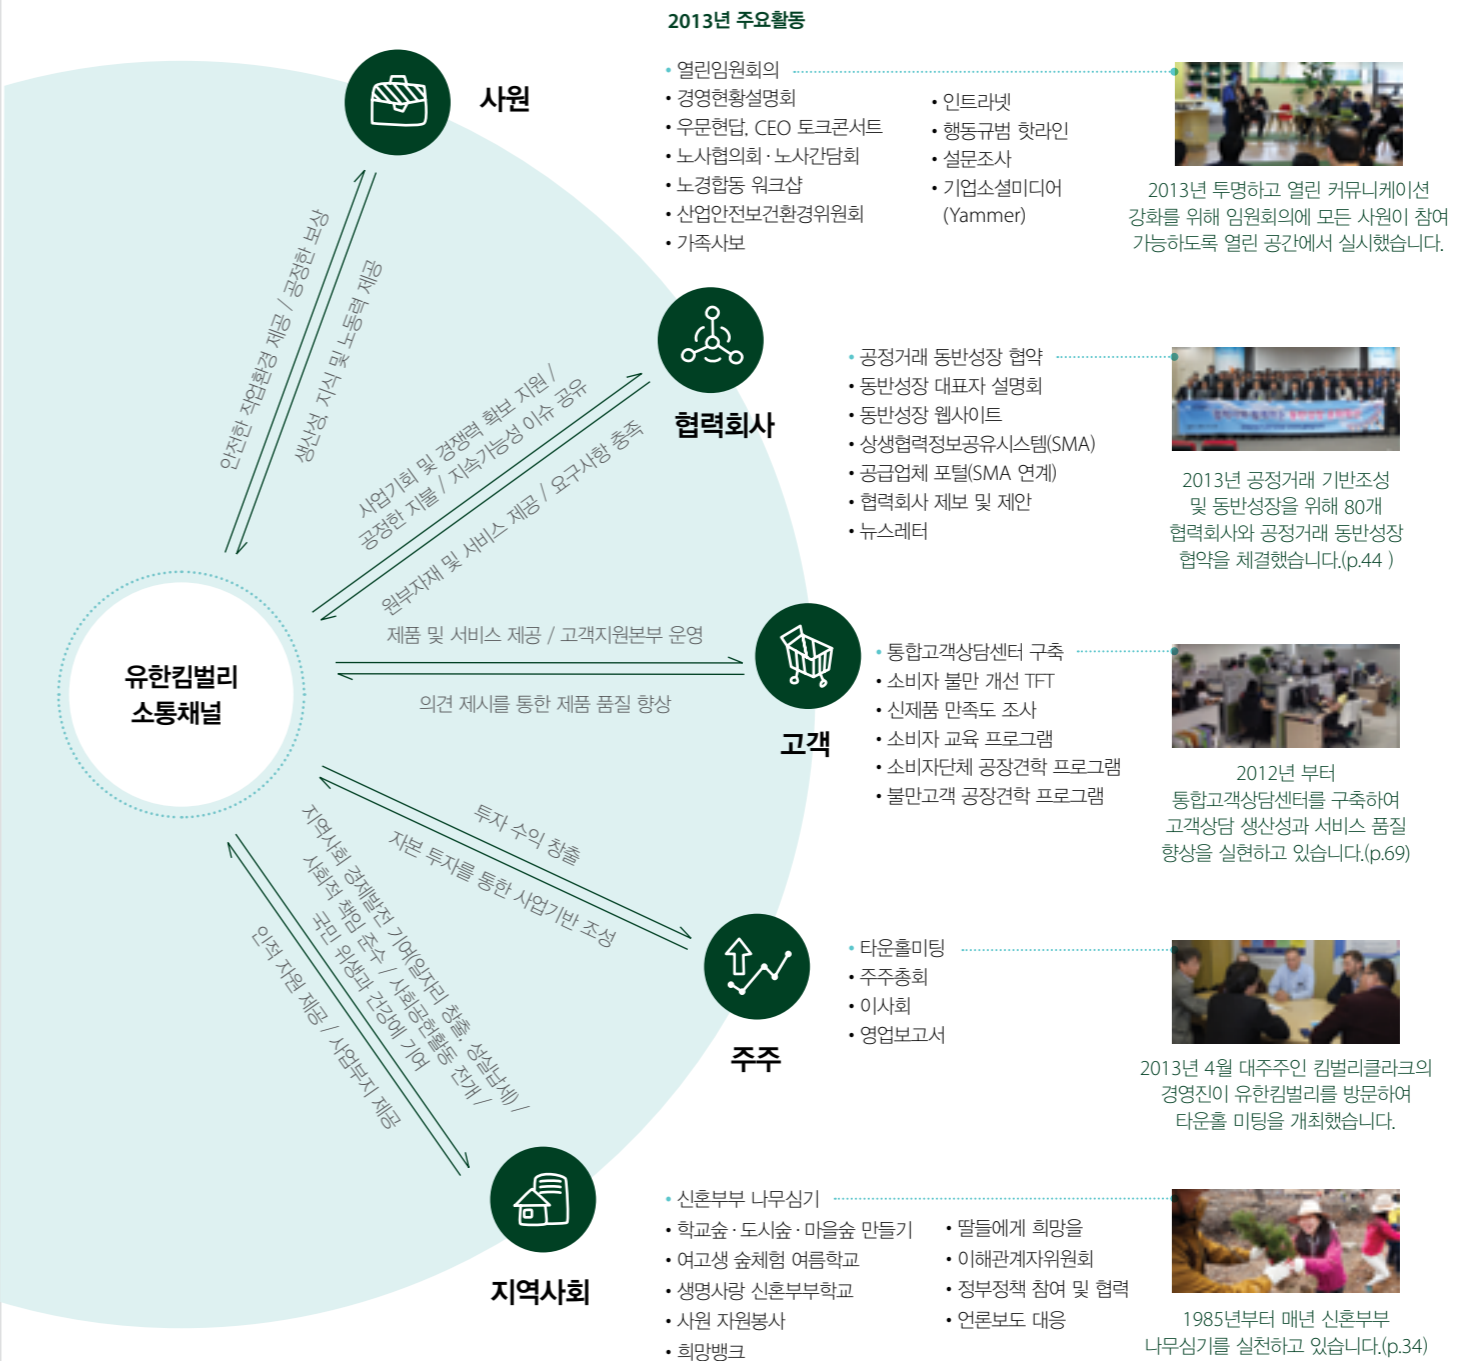 2013년 주요활동
사원
• 열린임원회의
• 경영현황설명회
• 우문현답, CEO 토크콘서트
• 노사협의회 · 노사간담회
• 노경합동 워크샵
• 산업안전보건환경위원회
• 가족사보
• 인트라넷
• 행동규범 핫라인
• 설문조사
• 기업소셜미디어
(Yammer)
2013년 투명하고 열린 커뮤니케이션
강화를 위해 임원회의에 모든 사원이 참여
가능하도록 열린 공간에서 실시했습니다.
안전한 작업환경 제공 / 공정한 보상
생산성, 지식 및 노동력 제공
협력회사
• 공정거래 동반성장 협약
• 동반성장 대표자 설명회
• 동반성장 웹사이트
• 상생협력정보공유시스템(SMA)
• 공급업체 포털(SMA 연계)
• 협력회사 제보 및 제안
• 뉴스레터
2013년 공정거래 기반조성
및 동반성장을 위해 80개
협력회사와 공정거래 동반성장
협약을 체결했습니다.(p.44 )
사업기회 및 경쟁력 확보 지원 /
공정한 지불 / 지속가능성 이슈 공유
원부자재 및 서비스 제공 / 요구사항 충족
유한킴벌리
소통채널
제품 및 서비스 제공 / 고객지원본부 운영
의견 제시를 통한 제품 품질 향상
고객
• 통합고객상담센터 구축
• 소비자 불만 개선 TFT
• 신제품 만족도 조사
• 소비자 교육 프로그램
• 소비자단체 공장견학 프로그램
• 불만고객 공장견학 프로그램
2012년 부터
통합고객상담센터를 구축하여
고객상담 생산성과 서비스 품질
향상을 실현하고 있습니다.(p.69)
투자 수익 창출
자본 투자를 통한 사업기반 조성
주주
• 타운홀미팅
• 주주총회
• 이사회
• 영업보고서
2013년 4월 대주주인 킴벌리클라크의
경영진이 유한킴벌리를 방문하여
타운홀 미팅을 개최했습니다.
지역사회 경제발전 기여(일자리 창출, 성실납세) /
사회적 책임 준수 / 사회공헌활동 전개 /
국민 위생과 건강에 기여
인적 자원 제공 / 사업부지 제공
지역사회
• 신혼부부 나무심기
• 학교숲 · 도시숲 · 마을숲 만들기
• 여고생 숲체험 여름학교
• 생명사랑 신혼부부학교
• 사원 자원봉사
• 희망뱅크
• 딸들에게 희망을
• 이해관계자위원회
• 정부정책 참여 및 협력
• 언론보도 대응
1985년부터 매년 신혼부부
나무심기를 실천하고 있습니다.(p.34)